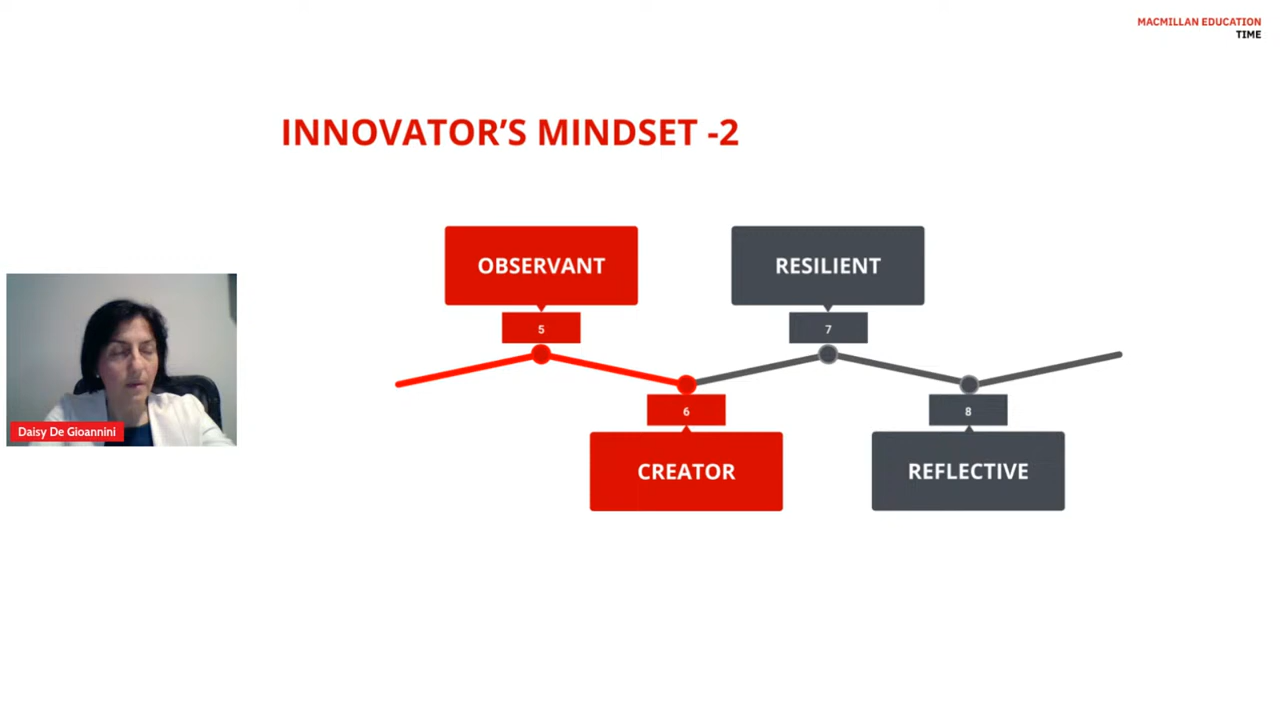 MACMILLAN EDUCATION
TIME
INNOVATOR’S MINDSET -2
OBSERVANT
RESILIENT
5
7
Daisy De Gioannini
6
8
CREATOR
REFLECTIVE